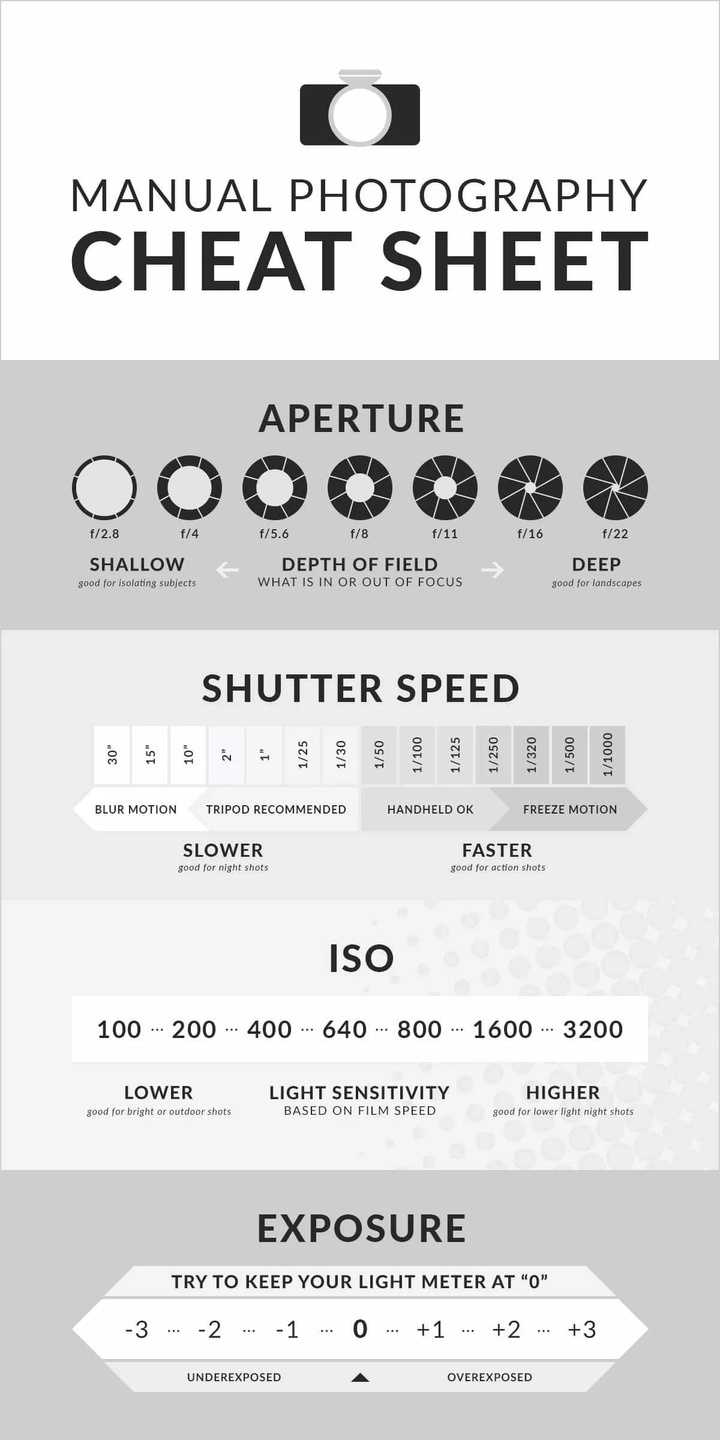 MANUAL PHOTOGRAPHY
CHEAT SHEET
APERTURE
f/2.8 f/4 f/5.6 f/8 f/11 f/16 f/22
SHALLOW DEPTH OF FIELD DEEP
good for isolating subjects WHAT IS IN OR OUT OF FOCUS good for landscapes
SHUTTER SPEED
30” 15” 10” 2” 1” 1/25 1/30 1/50 1/100 1/125 1/250 1/320 1/500 1/1000
BLUR MOTION TRIPOD RECOMMENDED HANDHELD OK FREEZE MOTION
SLOWER FASTER
good for night shots good for action shots
ISO
100 ··· 200 ··· 400 ··· 640 ··· 800 ··· 1600 ··· 3200
LOWER LIGHT SENSITIVITY HIGHER
good for bright or outdoor shots BASED ON FILM SPEED good for lower light night shots
EXPOSURE
TRY TO KEEP YOUR LIGHT METER AT “0”
-3 ··· -2 ··· -1 ··· 0 ··· +1 ··· +2 ··· +3
UNDEREXPOSED OVEREXPOSED